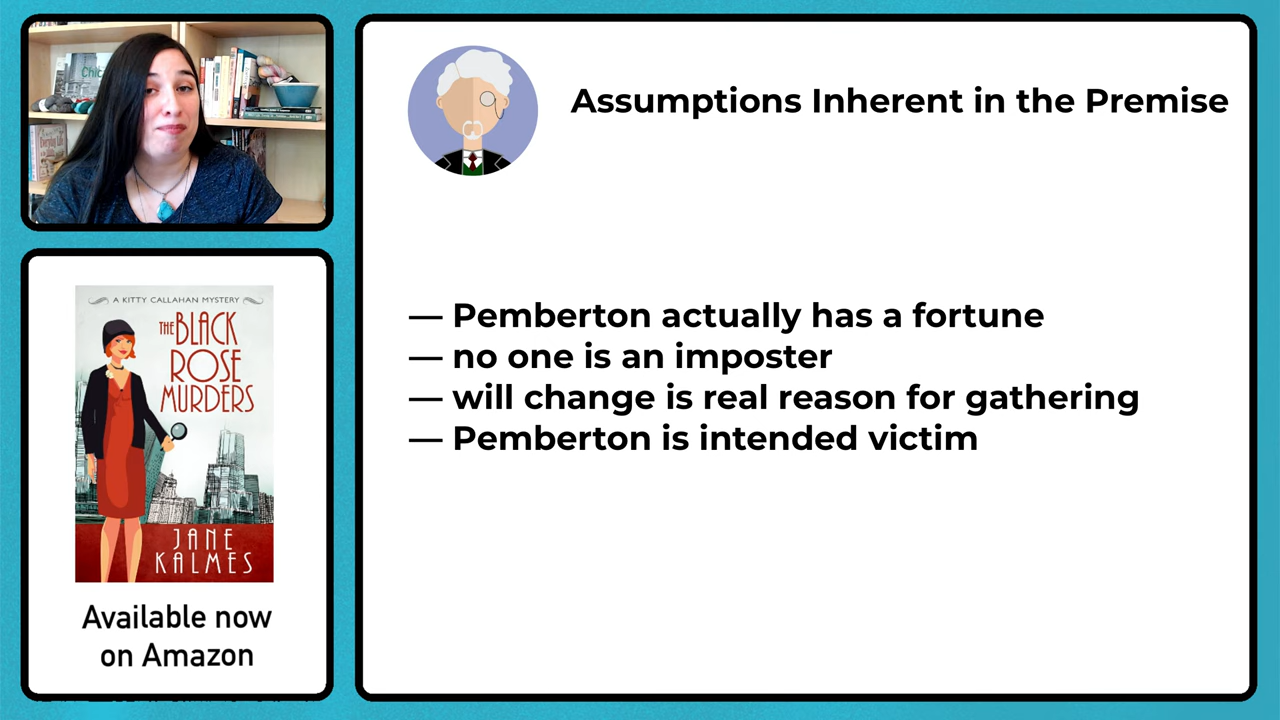 Assumptions Inherent in the Premise
— Pemberton actually has a fortune
— no one is an imposter
— will change is real reason for gathering
— Pemberton is intended victim
A KITTY CALLAHAN MYSTERY
THE BLACK
ROSE
MURDERS
JANE
KALMES
Available now
on Amazon